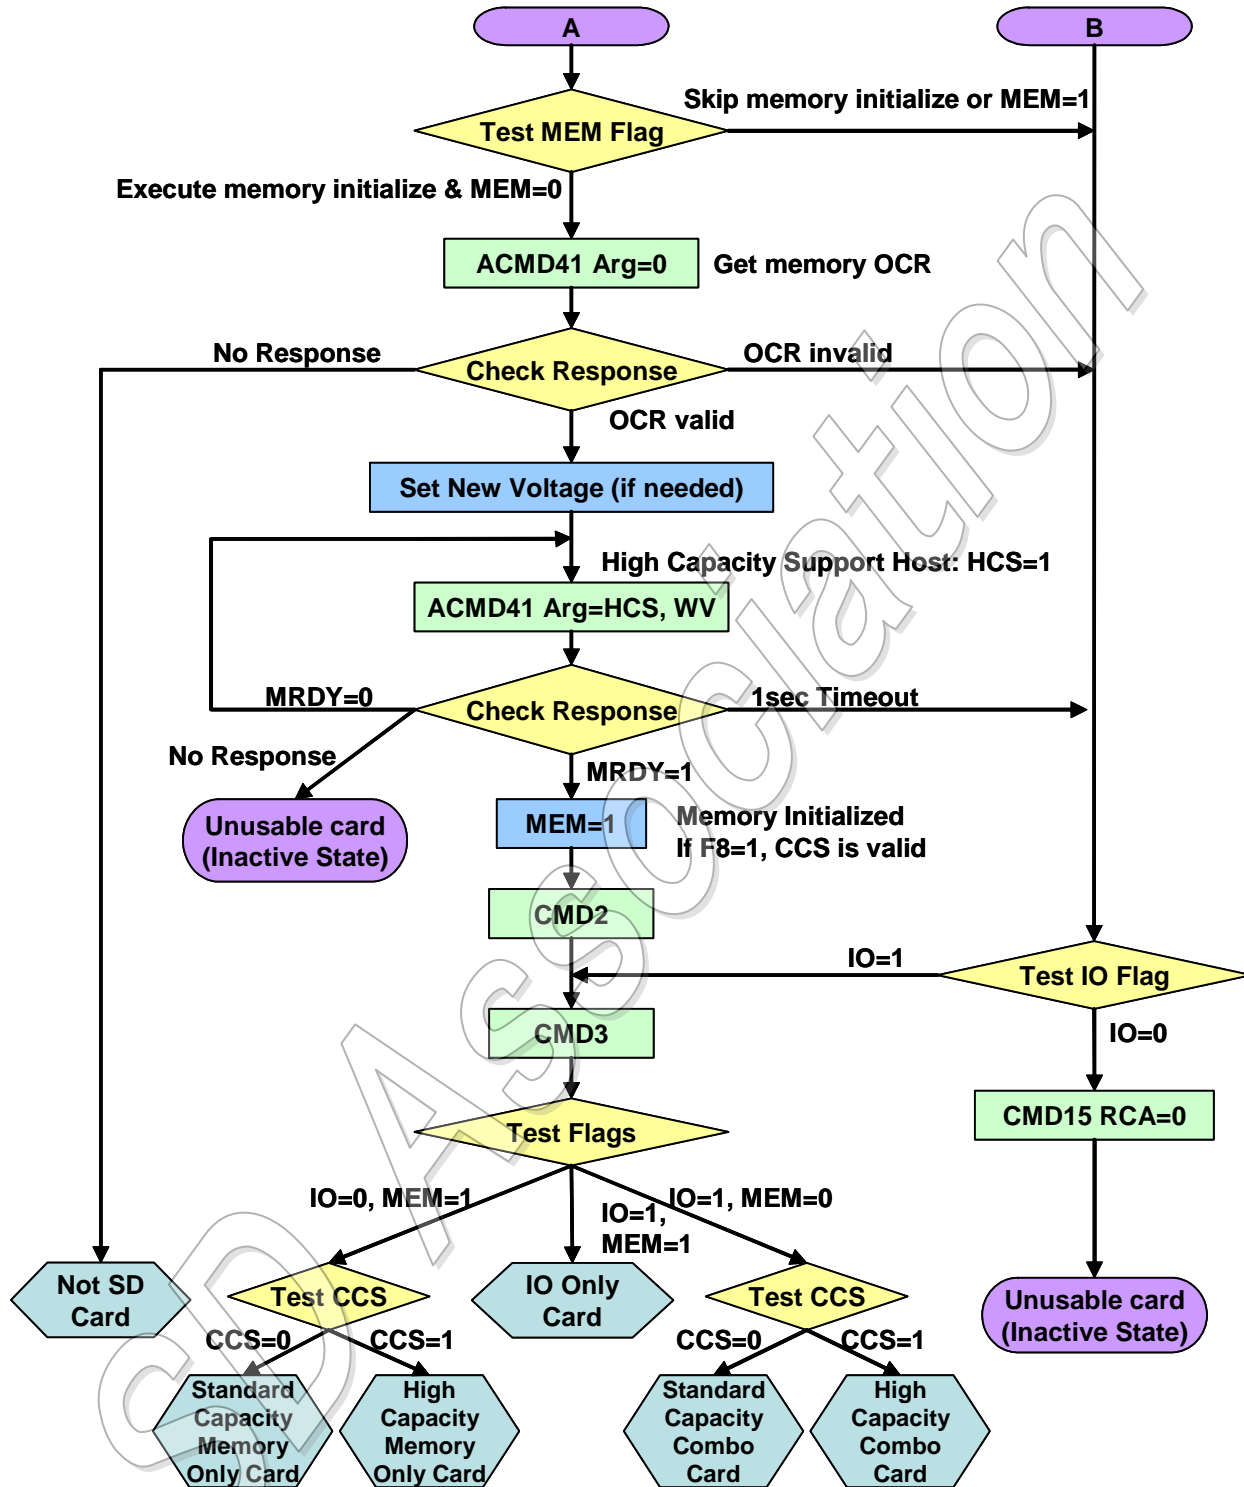 A
B
Skip memory initialize or MEM=1
Test MEM Flag
Execute memory initialize & MEM=0
ACMD41 Arg=0
Get memory OCR
No Response
OCR invalid
Check Response
OCR valid
Set New Voltage (if needed)
High Capacity Support Host: HCS=1
ACMD41 Arg=HCS, WV
MRDY=0
1sec Timeout
Check Response
No Response
MRDY=1
Unusable card
(Inactive State)
MEM=1
Memory Initialized
If F8=1, CCS is valid
CMD2
IO=1
Test IO Flag
CMD3
IO=0
CMD15 RCA=0
Test Flags
IO=0, MEM=1
IO=1,
MEM=1
IO=1, MEM=0
Not SD
Card
Test CCS
IO Only
Card
Test CCS
Unusable card
(Inactive State)
CCS=0
CCS=1
CCS=0
CCS=1
Standard
Capacity
Memory
Only Card
High
Capacity
Memory
Only Card
Standard
Capacity
Combo
Card
High
Capacity
Combo
Card
SD Association